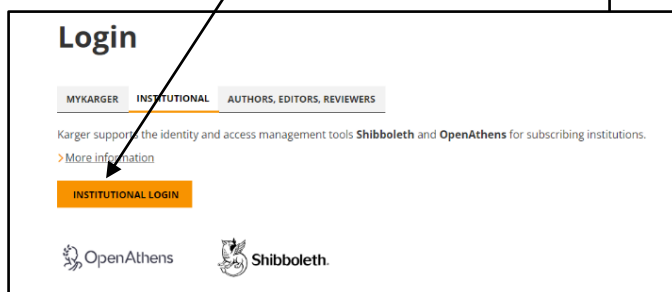 Login
MYKARGER INSTITUTIONAL AUTHORS, EDITORS, REVIEWERS
Karger supports the identity and access management tools Shibboleth and OpenAthens for subscribing institutions.
>More information
INSTITUTIONAL LOGIN
OpenAthens Shibboleth.